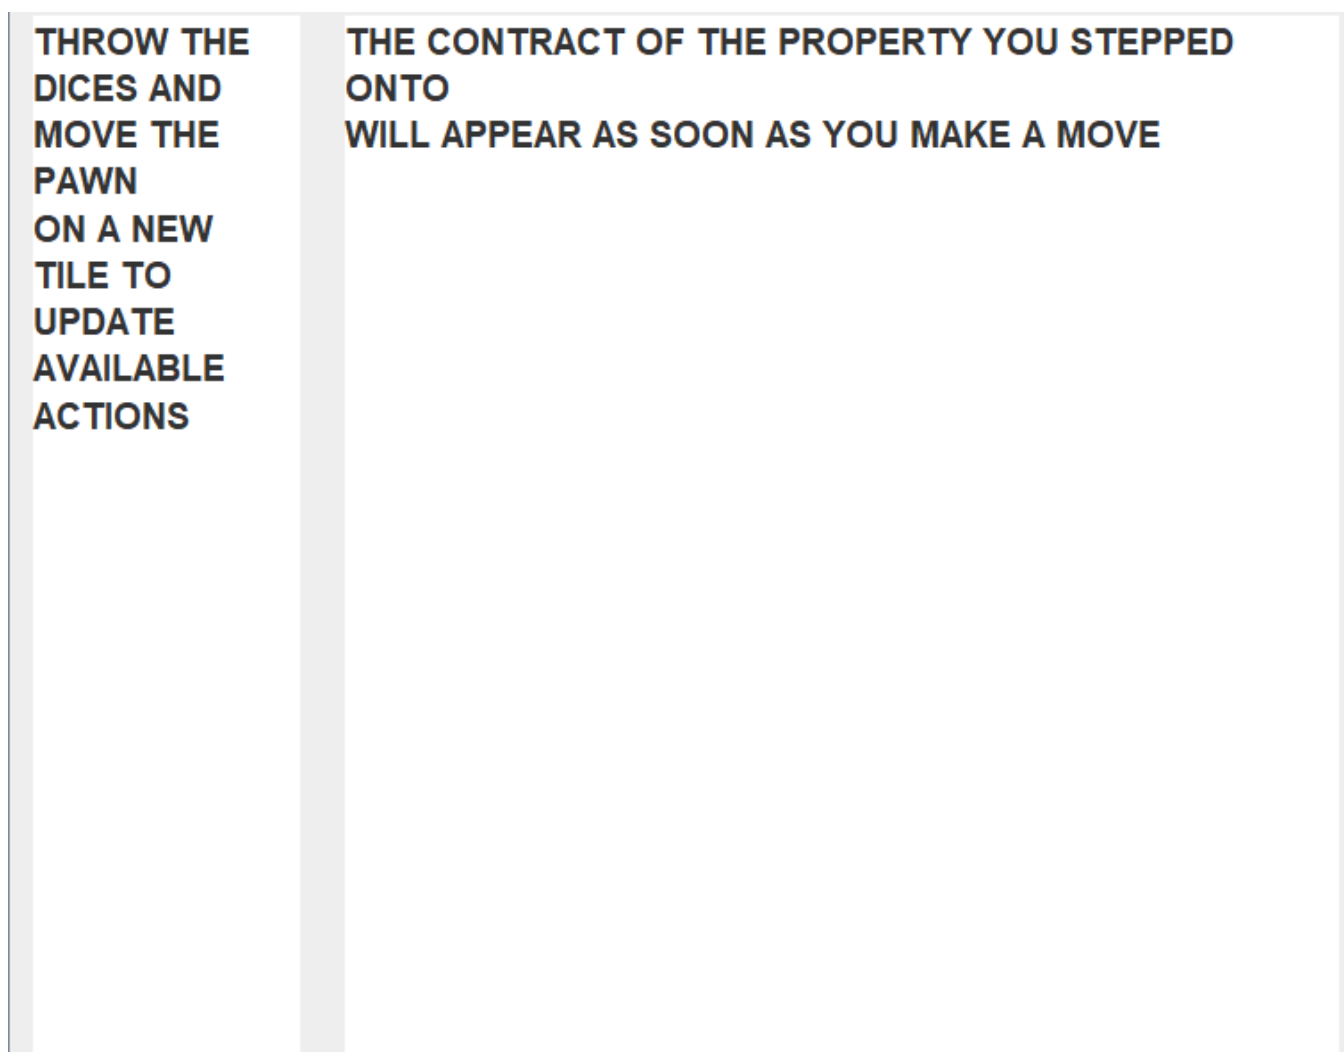 THROW THE
DICES AND
MOVE THE
PAWN
ON A NEW
TILE TO
UPDATE
AVAILABLE
ACTIONS
THE CONTRACT OF THE PROPERTY YOU STEPPED
ONTO
WILL APPEAR AS SOON AS YOU MAKE A MOVE